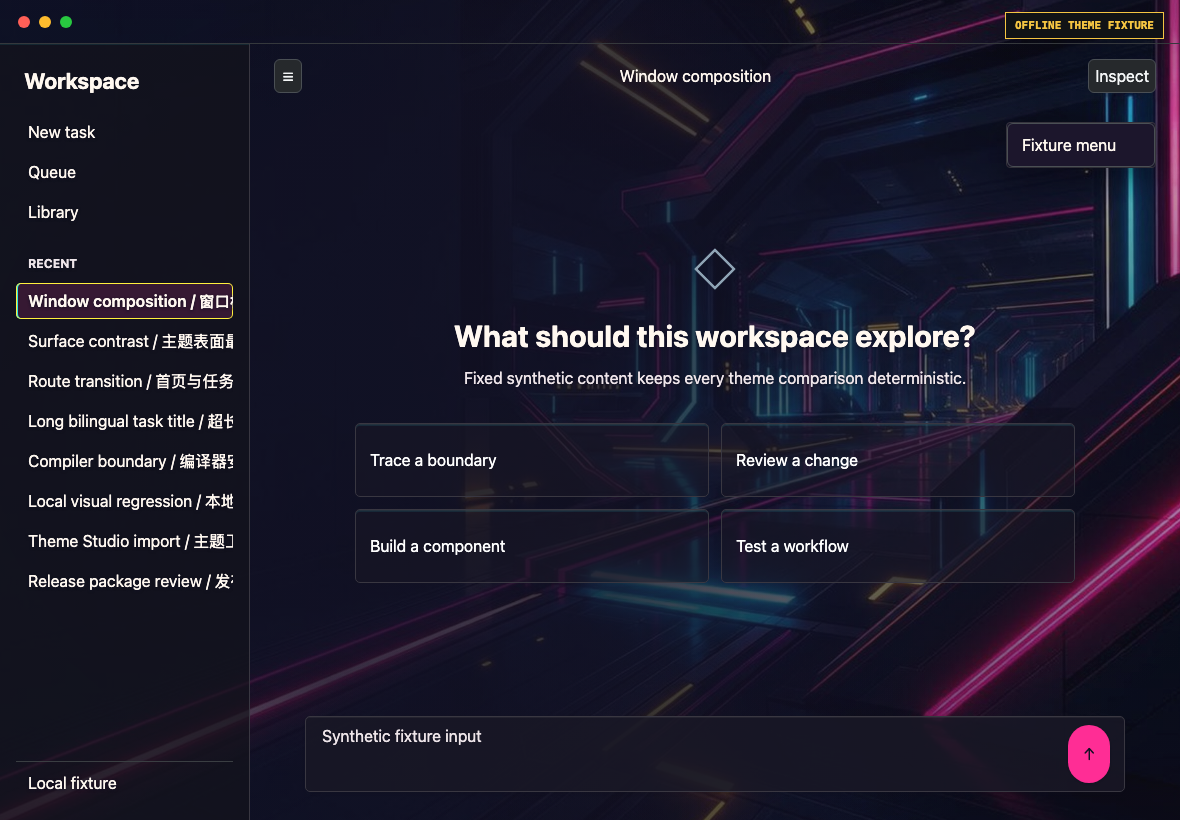 OFFLINE THEME FIXTURE
Workspace
New task
Queue
Library
RECENT
Window composition / 窗口
Surface contrast / 主题表面
Route transition / 首页与任务
Long bilingual task title / 超长
Compiler boundary / 编译器
Local visual regression / 本地
Theme Studio import / 主题
Release package review / 发
Local fixture
Window composition
Inspect
Fixture menu
What should this workspace explore?
Fixed synthetic content keeps every theme comparison deterministic.
Trace a boundary
Review a change
Build a component
Test a workflow
Synthetic fixture input